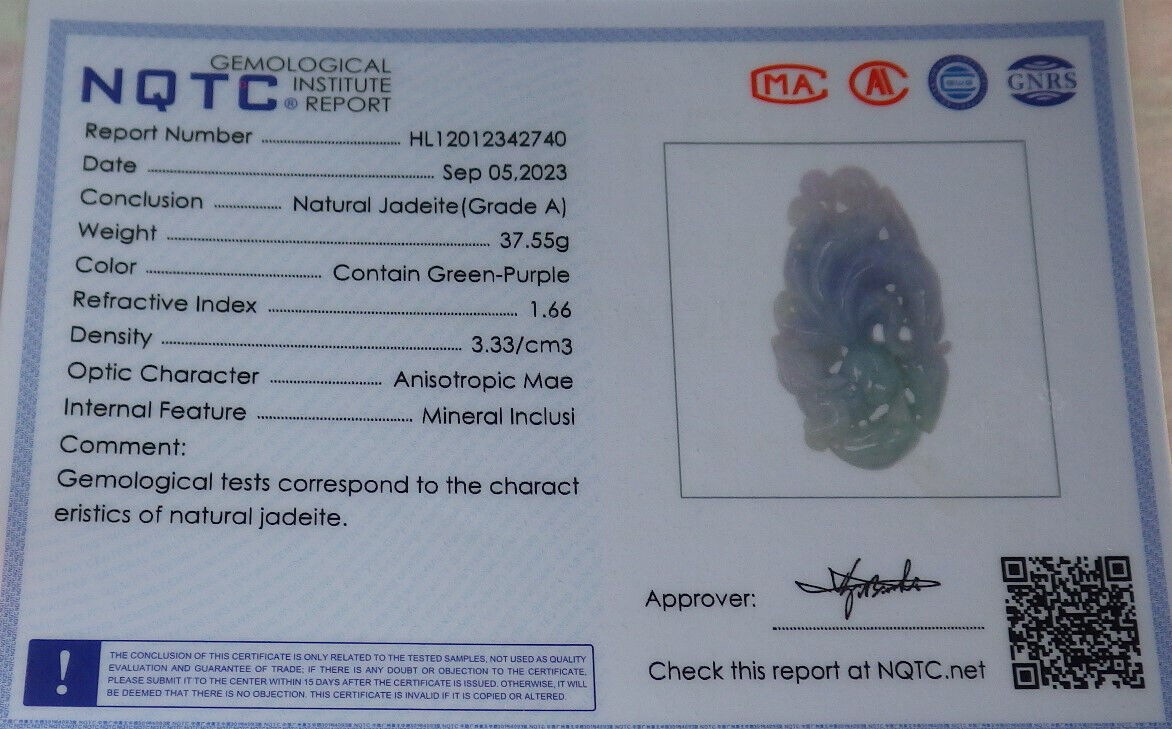 NQTC® GEMOLOGICAL
INSTITUTE
REPORT
MA
GNRS
Report Number HL12012342740
Date Sep 05,2023
Conclusion Natural Jadeite(Grade A)
Weight 37.55g
Color Contain Green-Purple
Refractive Index 1.66
Density 3.33/cm3
Optic Character Anisotropic Mae
Internal Feature Mineral Inclusi
Comment:
Gemological tests correspond to the charact
eristics of natural jadeite.
Approver:
Check this report at NQTC.net
!
THE CONCLUSION OF THIS CERTIFICATE IS ONLY RELATED TO THE TESTED SAMPLES, NOT USED AS QUALITY
EVALUATION AND GUARANTEE OF TRADE; IF THERE IS ANY DOUBT OR OBJECTION TO THE CERTIFICATE,
PLEASE SUBMIT IT TO THE CENTER WITHIN 15 DAYS AFTER THE CERTIFICATE IS ISSUED. OTHERWISE, IT WILL
BE DEEMED THAT THERE IS NO OBJECTION. THIS CERTIFICATE IS INVALID IF IT IS COPIED OR ALTERED.